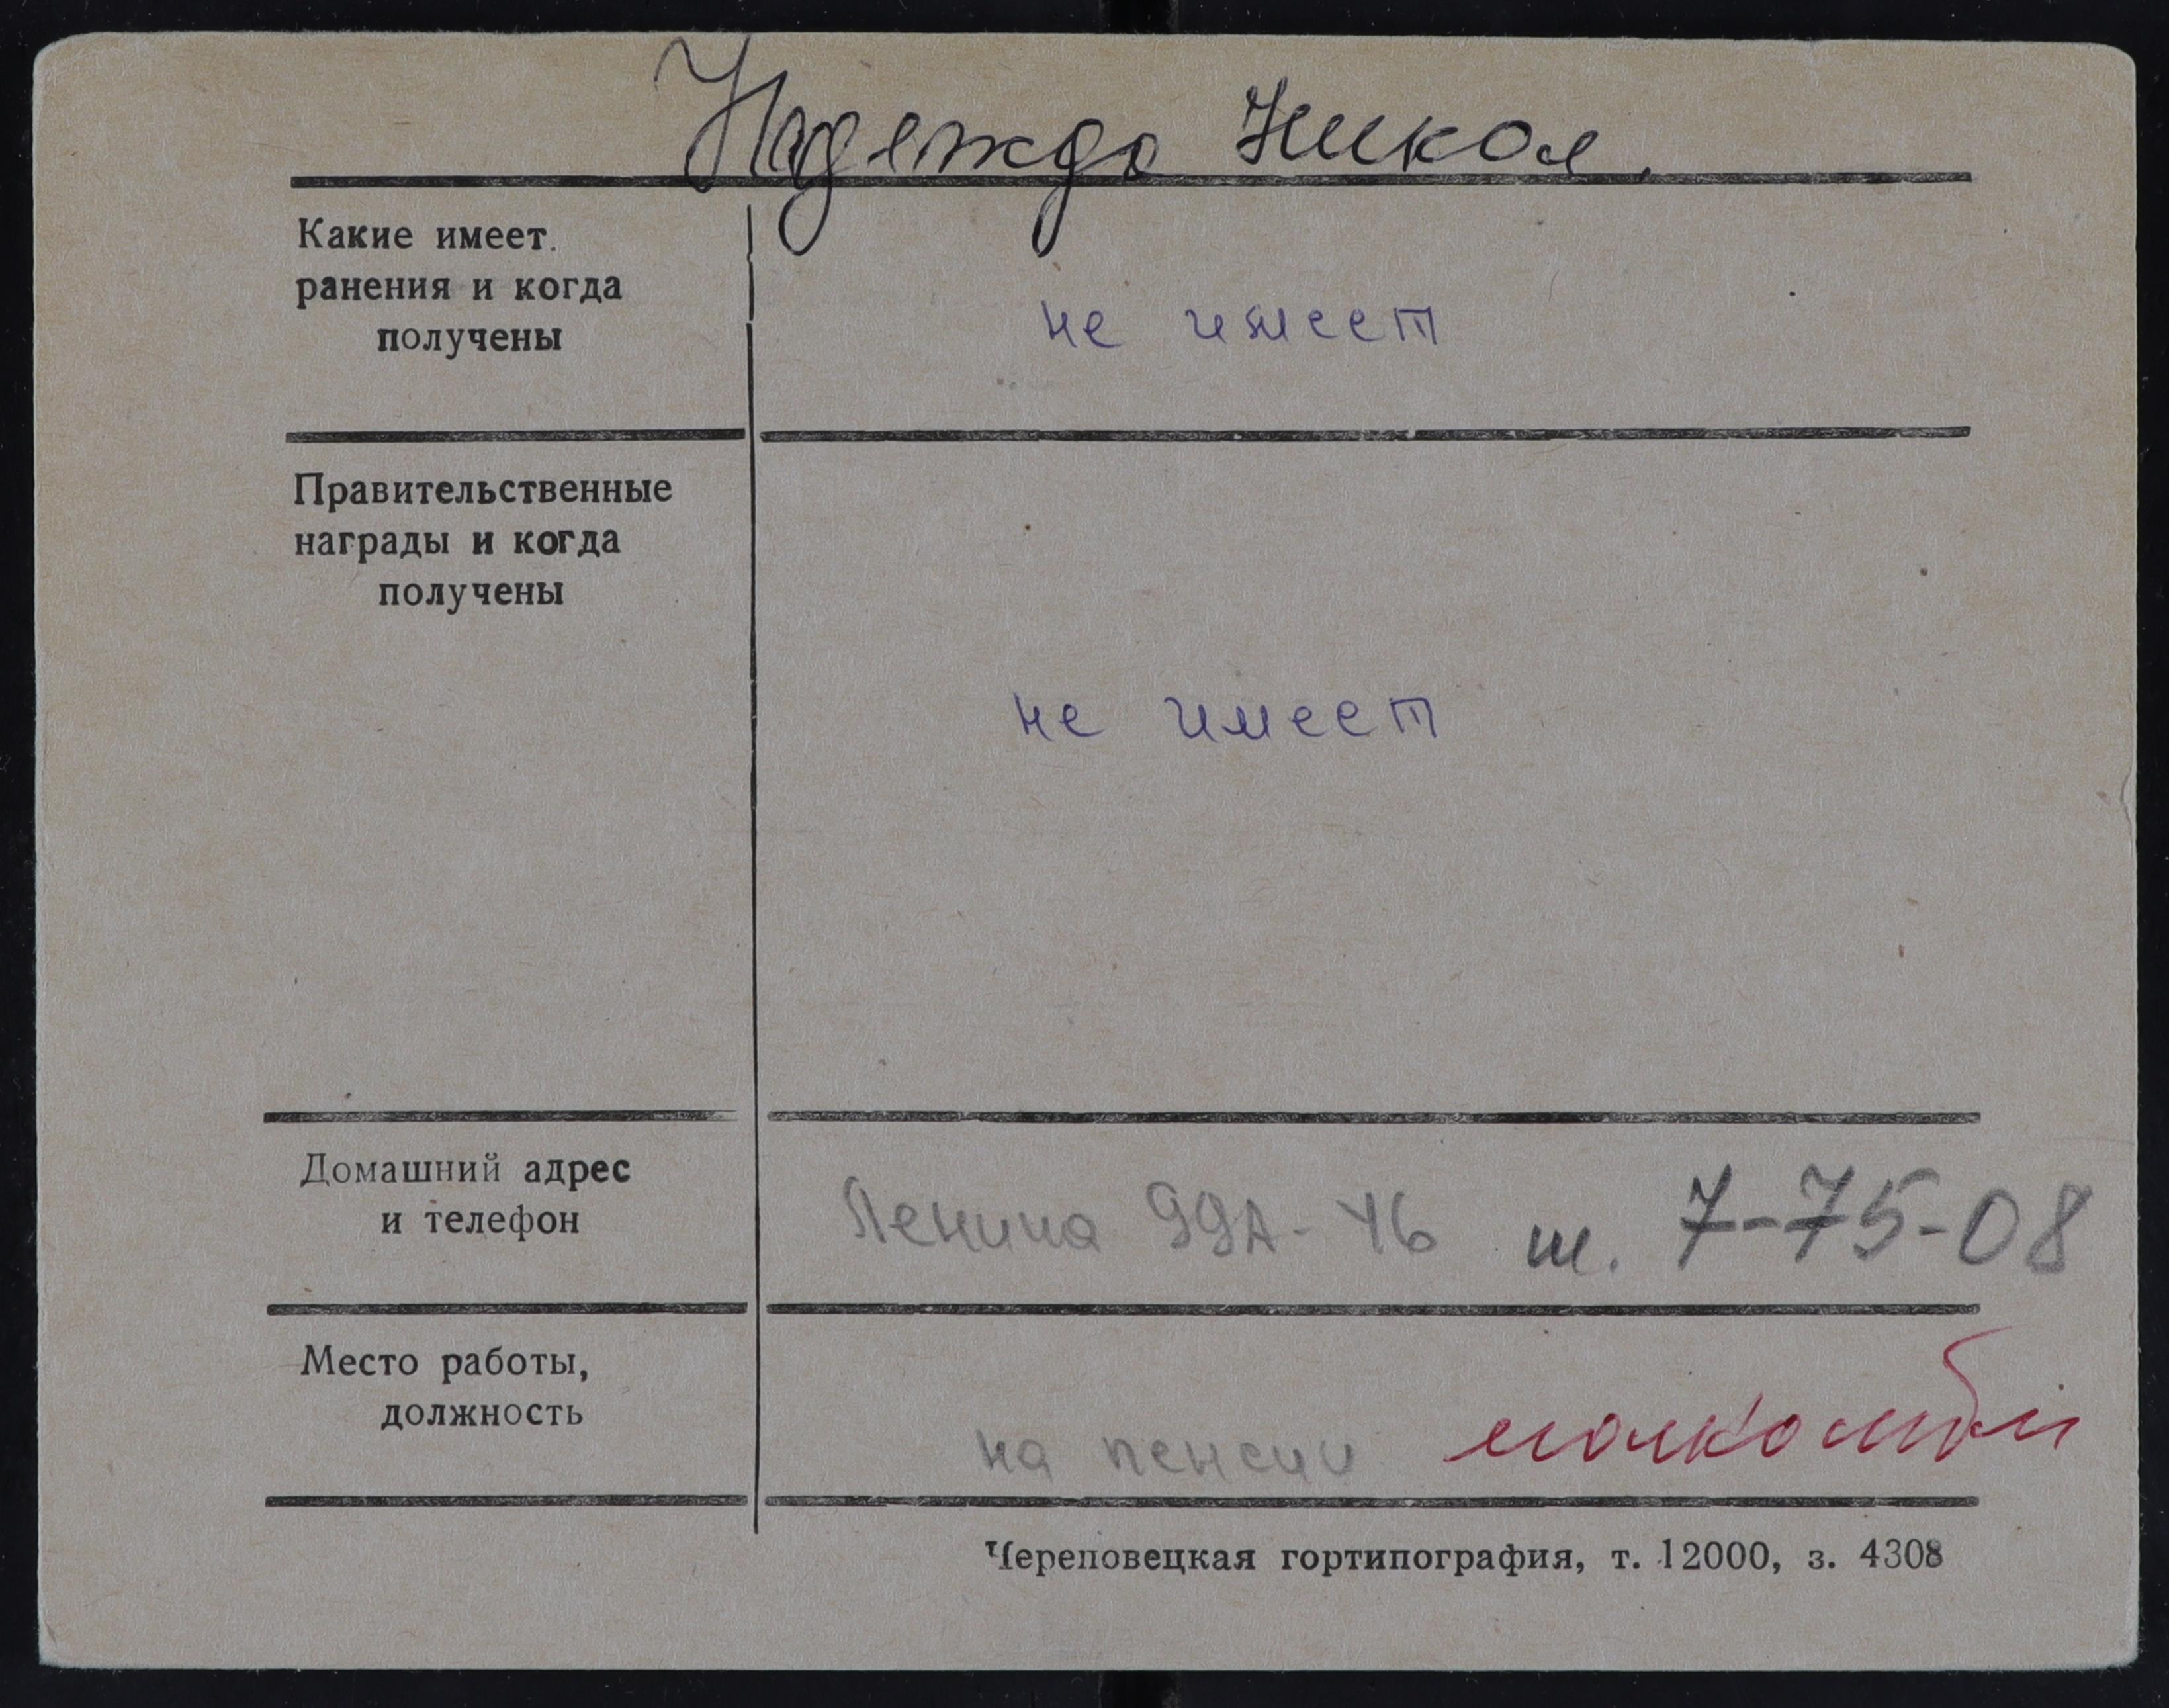 Надежда Никол.
Какие имеет
ранения и когда
получены
не имеет
Правительственные
награды и когда
получены
не имеет
Домашний адрес
и телефон
Ленина 99А-46 т. 7-75-08
Место работы,
должность
на пенсии
Череповецкая гортипография, т. 12000, з. 4308